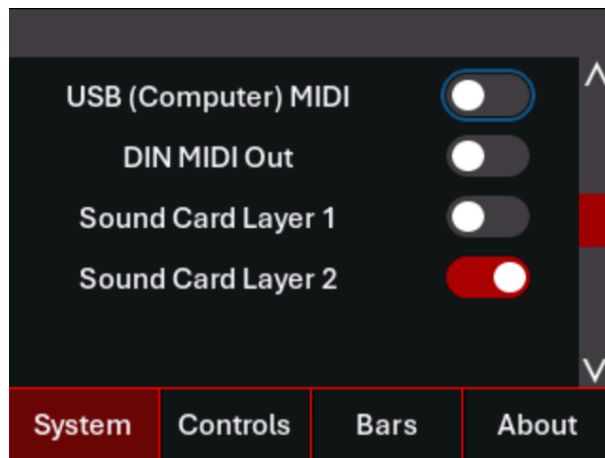 USB (Computer) MIDI
DIN MIDI Out
Sound Card Layer 1
Sound Card Layer 2
System Controls Bars About